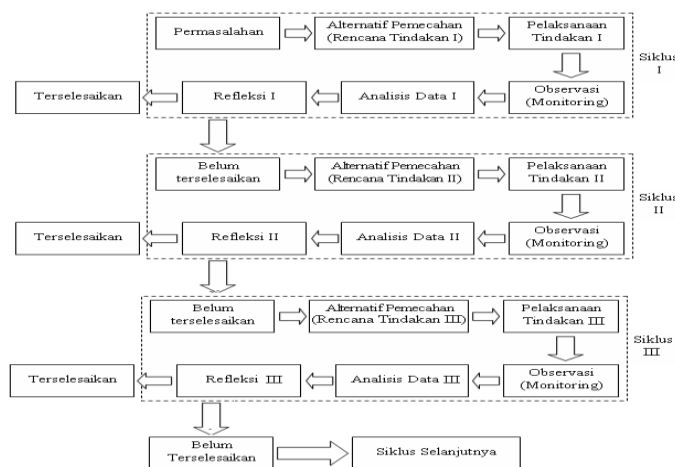 Permasalahan
Alternatif Pemecahan
(Rencana Tindakan I)
Pelaksanaan
Tindakan I
Siklus
I
Terselesaikan
Refleksi I
Analisis Data I
Observasi
(Monitoring)
Belum
terselesaikan
Alternatif Pemecahan
(Rencana Tindakan II)
Pelaksanaan
Tindakan II
Siklus
II
Terselesaikan
Refleksi II
Analisis Data II
Observasi
(Monitoring)
Belum
terselesaikan
Alternatif Pemecahan
(Rencana Tindakan III)
Pelaksanaan
Tindakan III
Siklus
III
Terselesaikan
Refleksi III
Analisis Data III
Observasi
(Monitoring)
Belum
Terselesaikan
Siklus Selanjutnya